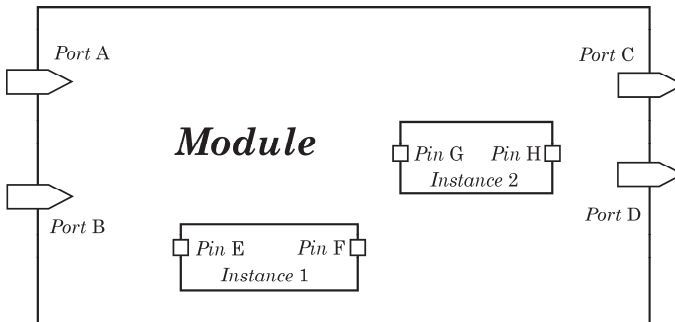 Port A
Port C
Module
Pin G Pin H
Instance 2
Port B
Port D
Pin E Pin F
Instance 1